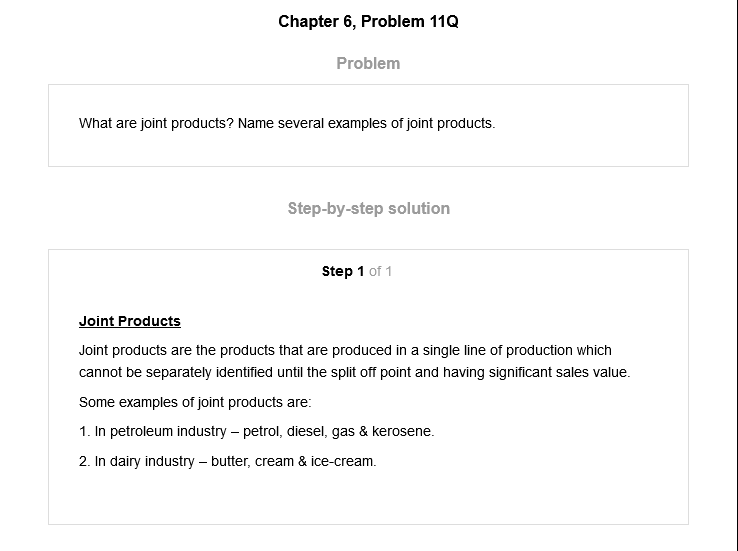 Chapter 6, Problem 11Q
Problem
What are joint products? Name several examples of joint products.
Step-by-step solution
Step 1 of 1
Joint Products
Joint products are the products that are produced in a single line of production which
cannot be separately identified until the split off point and having significant sales value.
Some examples of joint products are:
1. In petroleum industry – petrol, diesel, gas & kerosene.
2. In dairy industry – butter, cream & ice-cream.